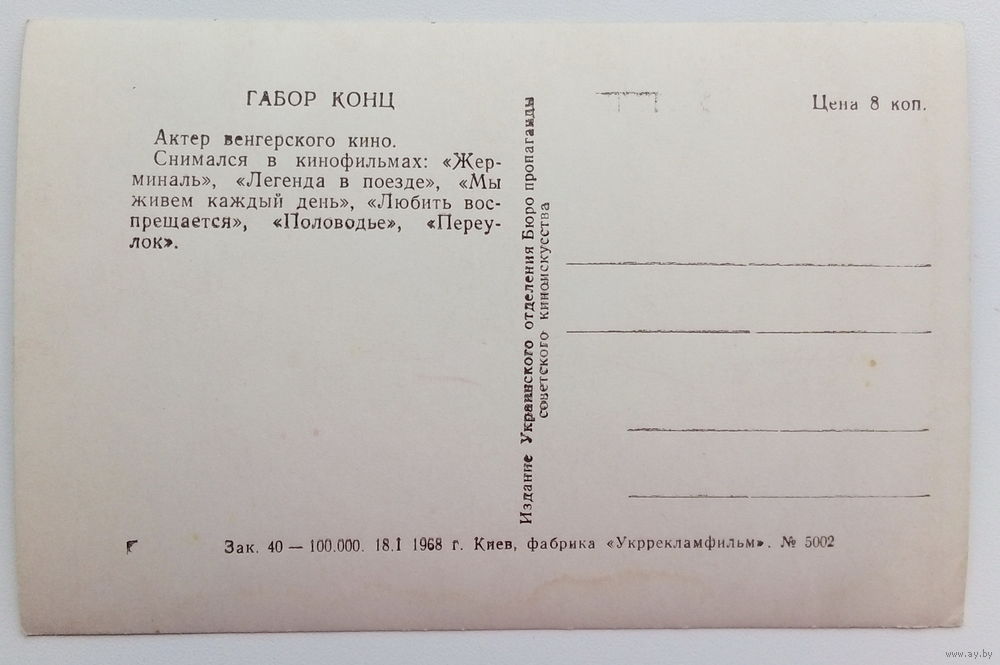 ГАБОР КОНЦ
Актер венгерского кино.
Снимался в кинофильмах: «Жер-
миналь», «Легенда в поезде», «Мы
живем каждый день», «Любить вос-
прещается», «Половодье», «Переу-
лок».
Издание Украинского отделения Бюро пропаганды
советского киноискусства
Цена 8 коп.
Зак. 40 — 100.000. 18.I 1968 г. Киев, фабрика «Укррекламфильм». № 5002
www.ay.by